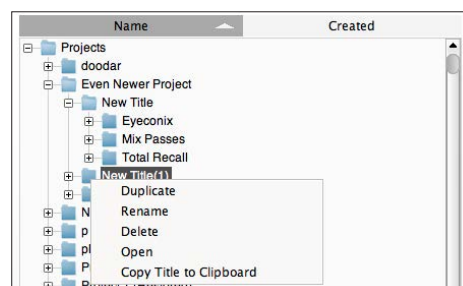 Name Created
Projects
doodar
Even Newer Project
New Title
Eyeconix
Mix Passes
Total Recall
New Title(1)
Duplicate
N Rename
p Delete
pl Open
P Copy Title to Clipboard